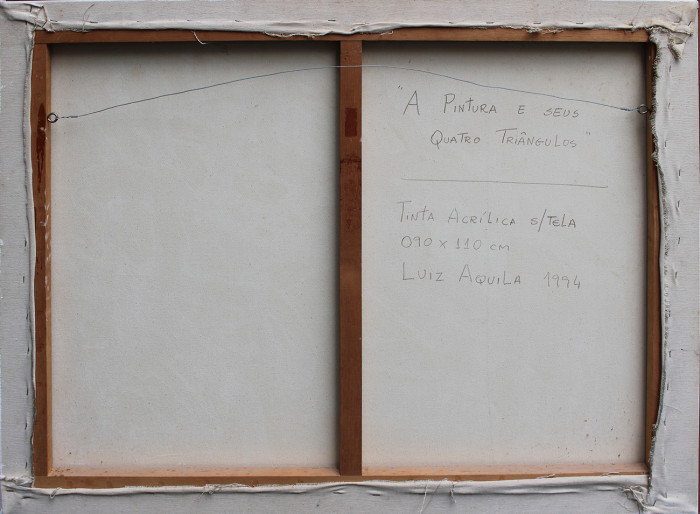 "A PINTURA E SEUS
QUATRO TRIÂNGULOS"
TINTA ACRÍLICA S/TELA
090 x 110 cm
LUIZ AQUILA 1994